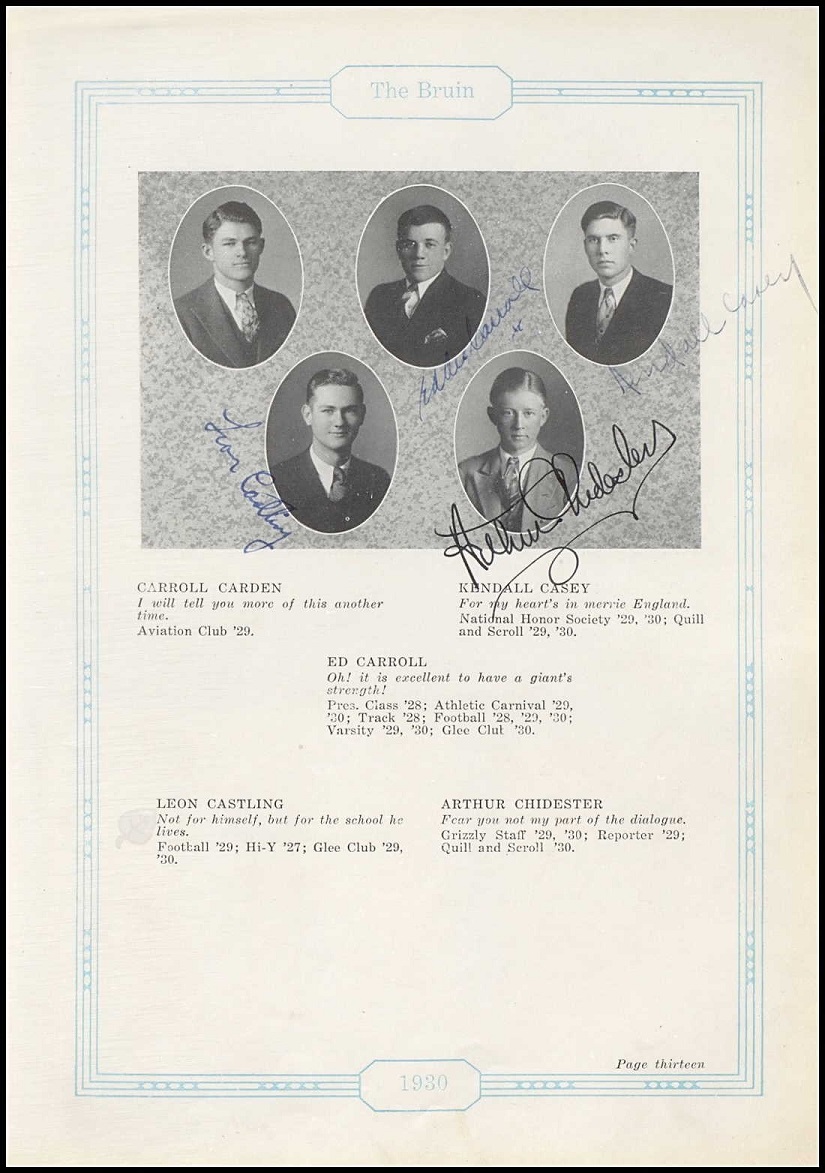 The Bruin
Eddie Carroll
Kendall Casey
Leon Castling
Arthur Chidester
CARROLL CARDEN
I will tell you more of this another
time.
Aviation Club '29.
KENDALL CASEY
For my heart's in merrie England.
National Honor Society '29, '30; Quill
and Scroll '29, '30.
ED CARROLL
Oh! it is excellent to have a giant's
strength!
Pres. Class '28; Athletic Carnival '29,
'30; Track '28; Football '28, '29, '30;
Varsity '29, '30; Glee Club '30.
LEON CASTLING
Not for himself, but for the school he
lives.
Football '29; Hi-Y '27; Glee Club '29,
'30.
ARTHUR CHIDESTER
Fear you not my part of the dialogue.
Grizzly Staff '29, '30; Reporter '29;
Quill and Scroll '30.
Page thirteen
1930